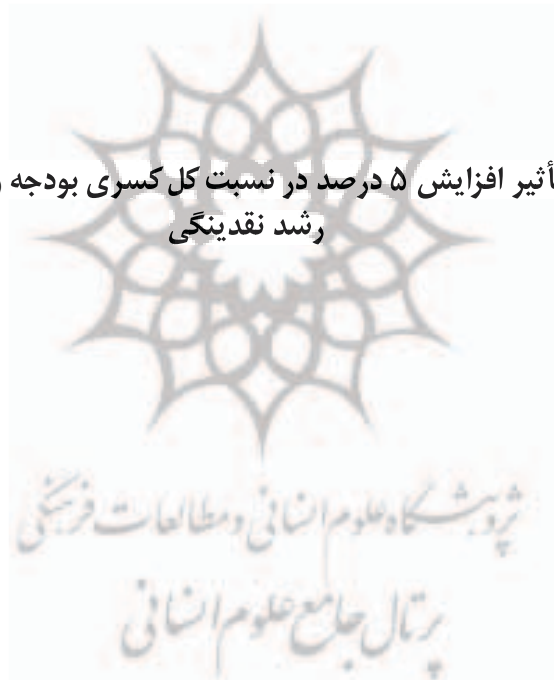 أثیر افزایش ۵ درصد در نسبت کل کسری بودجه
رشد نقدینگی
پژوهشگاه علوم انسانی و مطالعات فرهنگی
پرتال جامع علوم انسانی